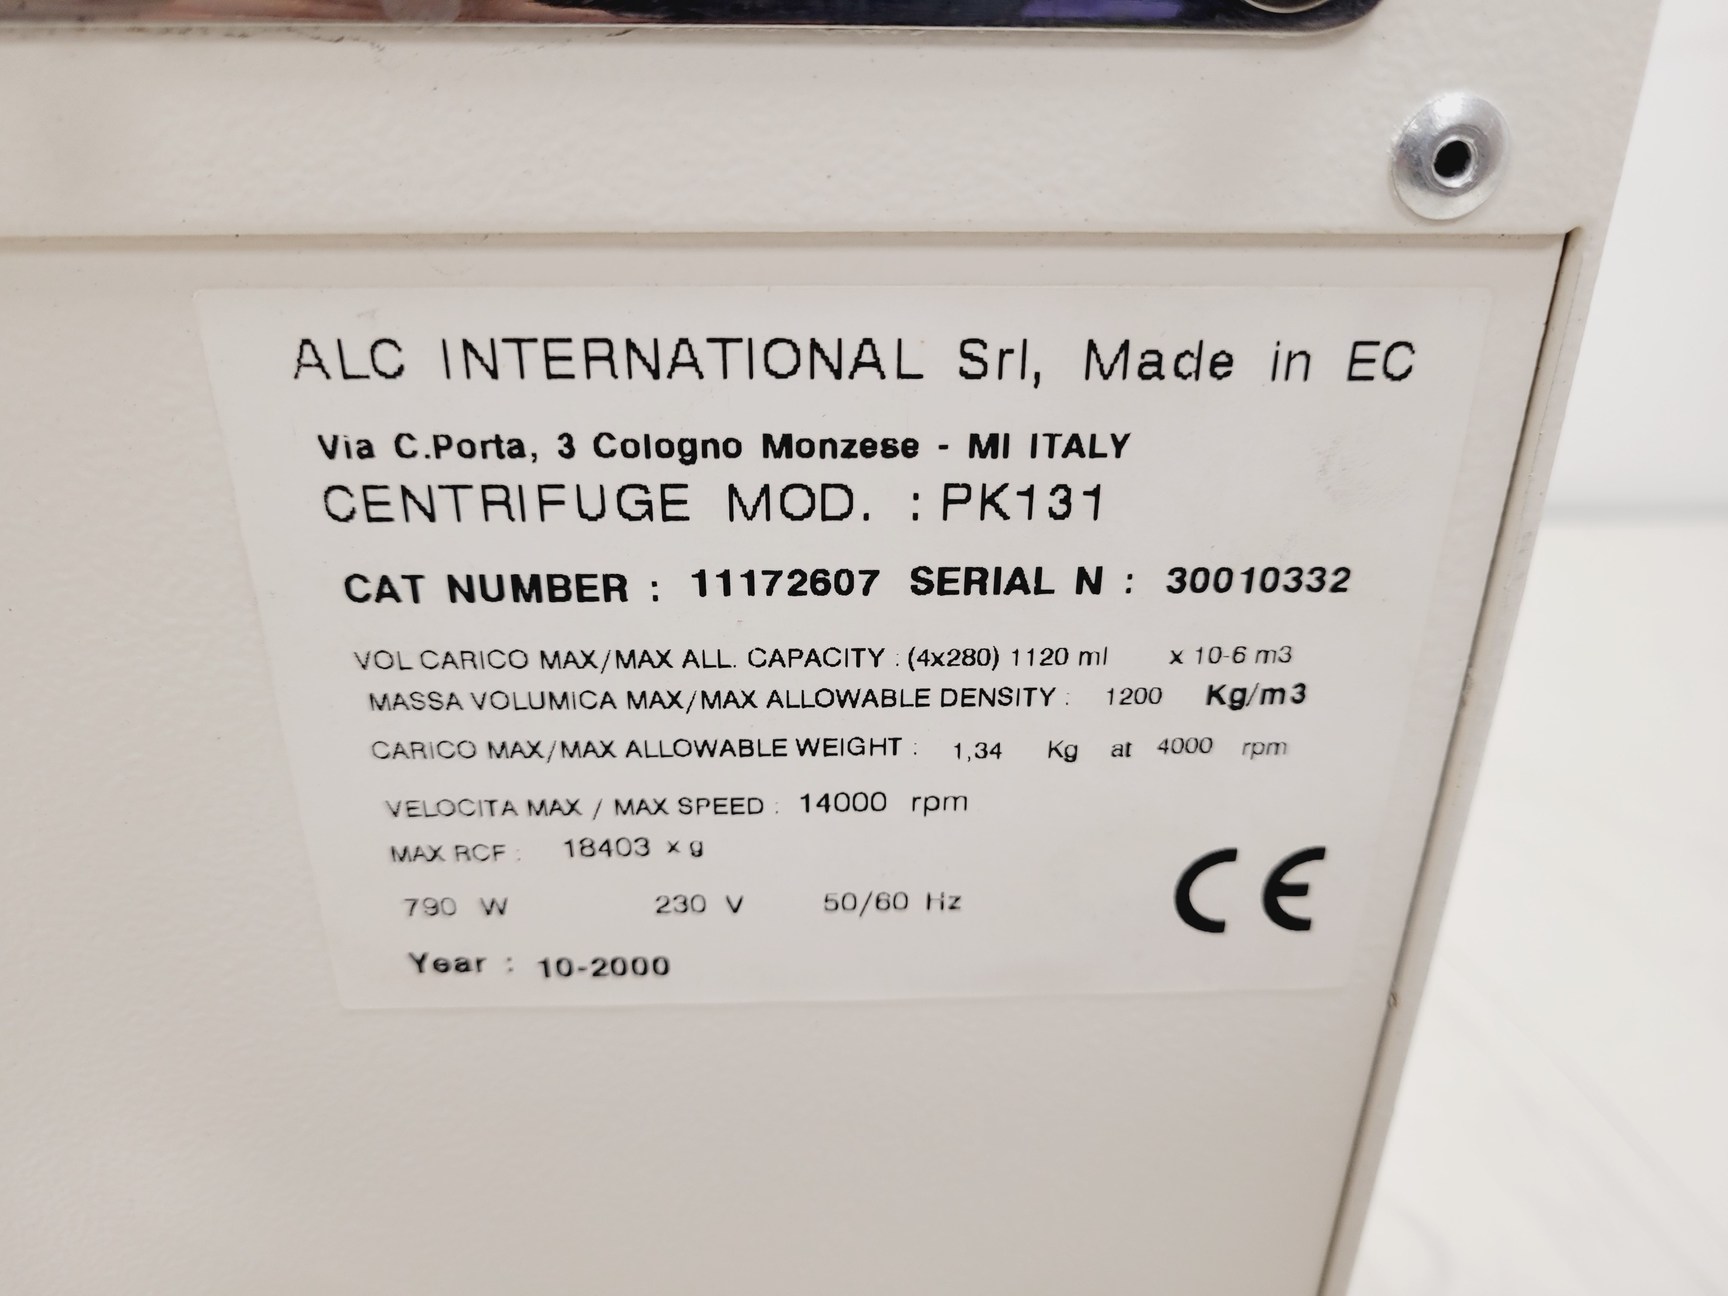 ALC INTERNATIONAL Srl, Made in EC
Via C.Porta, 3 Cologno Monzese - MI ITALY
CENTRIFUGE MOD. : PK131
CAT NUMBER : 11172607 SERIAL N : 30010332
VOL CARICO MAX/MAX ALL. CAPACITY : (4x280) 1120 ml x 10-6 m3
MASSA VOLUMICA MAX/MAX ALLOWABLE DENSITY : 1200 Kg/m3
CARICO MAX/MAX ALLOWABLE WEIGHT : 1,34 Kg at 4000 rpm
VELOCITA MAX / MAX SPEED : 14000 rpm
MAX RCF : 18403 x g
790 W 230 V 50/60 Hz
CE
Year : 10-2000